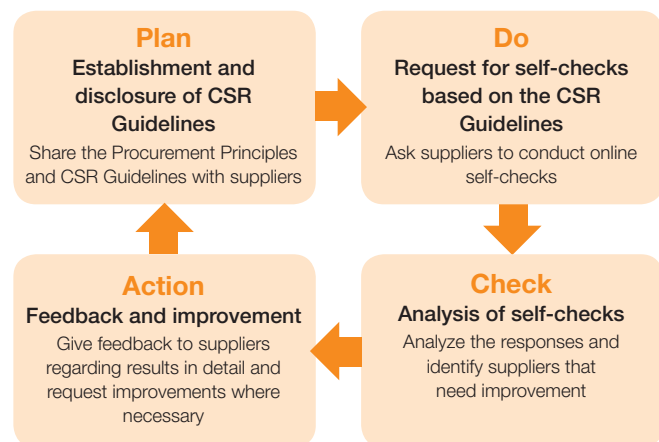 Plan
Establishment and
disclosure of CSR
Guidelines
Share the Procurement Principles
and CSR Guidelines with suppliers
Do
Request for self-checks
based on the CSR
Guidelines
Ask suppliers to conduct online
self-checks
Action
Feedback and improvement
Give feedback to suppliers
regarding results in detail and
request improvements where
necessary
Check
Analysis of self-checks
Analyze the responses and
identify suppliers that
need improvement